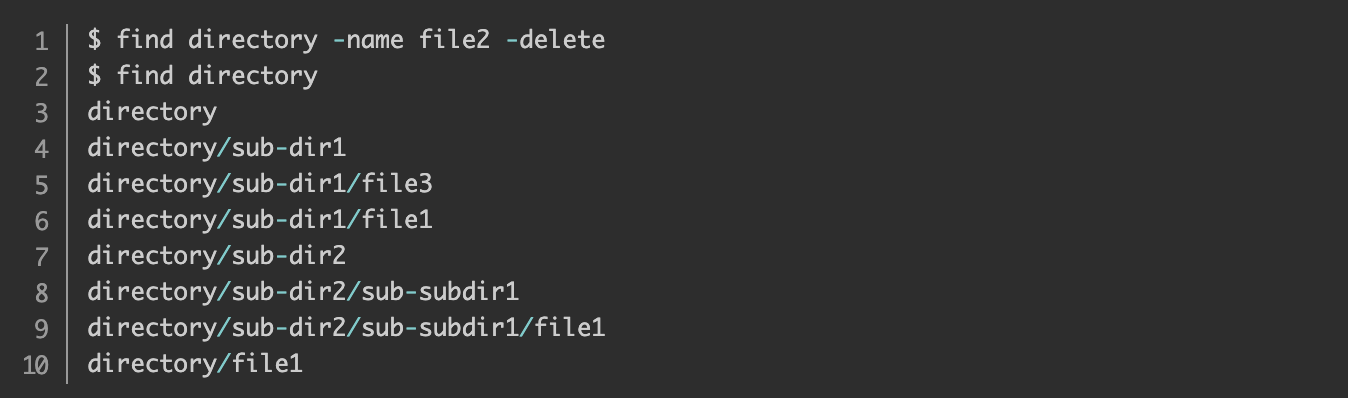 1 $ find directory -name file2 -delete
2 $ find directory
3 directory
4 directory/sub-dir1
5 directory/sub-dir1/file3
6 directory/sub-dir1/file1
7 directory/sub-dir2
8 directory/sub-dir2/sub-subdir1
9 directory/sub-dir2/sub-subdir1/file1
10 directory/file1